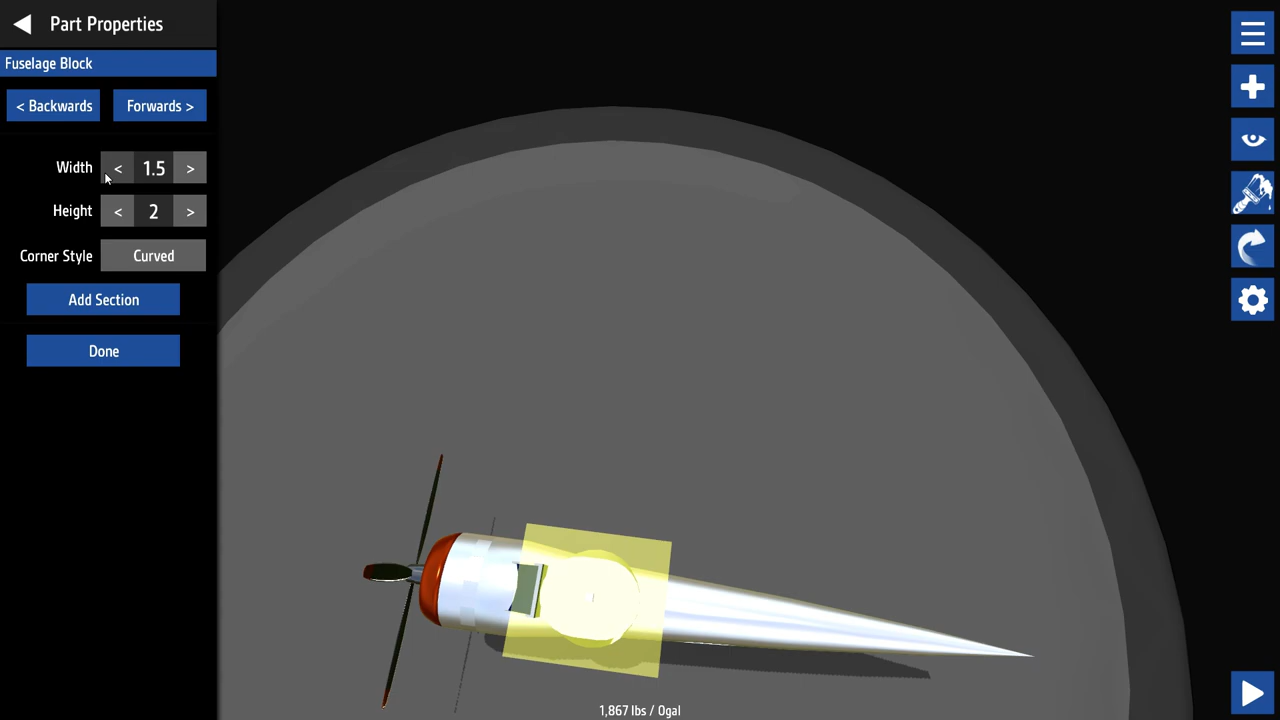 Part Properties
Fuselage Block
< Backwards
Forwards >
Width < 1.5 >
Height < 2 >
Corner Style Curved
Add Section
Done
1,867 lbs / 0gal